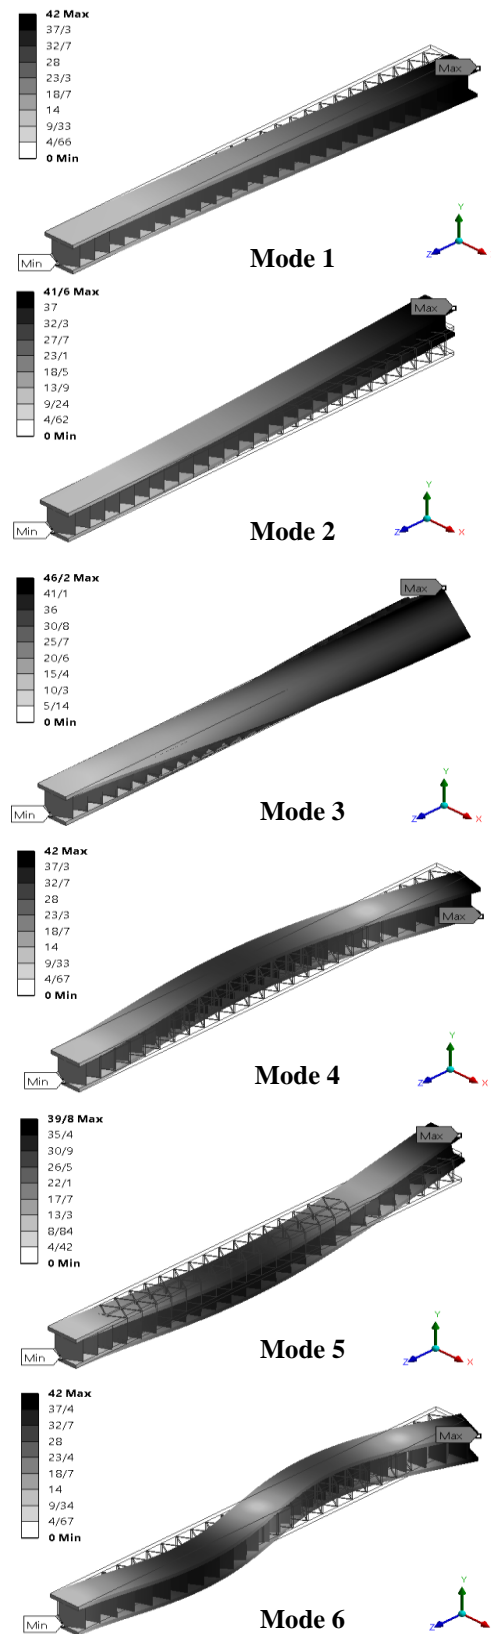 42 Max
37/3
32/7
28
23/3
18/7
14
9/33
4/66
0 Min
Max
Min
Y
Z
Mode 1
41/6 Max
37
32/3
27/7
23/1
18/5
13/9
9/24
4/62
0 Min
Max
Min
Y
Z
X
Mode 2
46/2 Max
41/1
36
30/8
25/7
20/6
15/4
10/3
5/14
0 Min
Max
Min
Y
Z
X
Mode 3
42 Max
37/3
32/7
28
23/3
18/7
14
9/33
4/67
0 Min
Max
Min
Y
Z
X
Mode 4
39/8 Max
35/4
30/9
26/5
22/1
17/7
13/3
8/84
4/42
0 Min
Max
Min
Y
Z
X
Mode 5
42 Max
37/4
32/7
28
23/4
18/7
14
9/34
4/67
0 Min
Max
Min
Y
Z
Mode 6